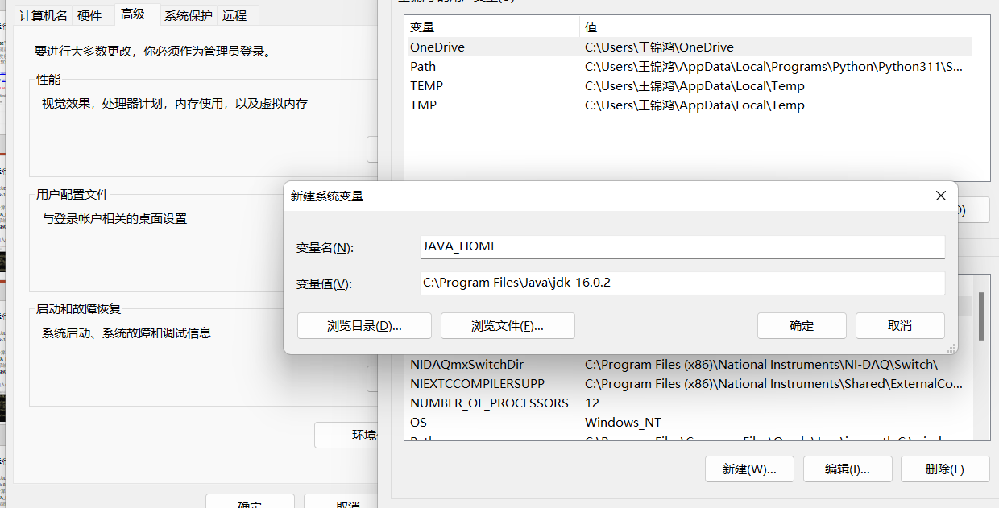 计算机名 硬件 高级 系统保护 远程
要进行大多数更改，你必须作为管理员登录。
性能
视觉效果，处理器计划，内存使用，以及虚拟内存
用户配置文件
与登录帐户相关的桌面设置
启动和故障恢复
系统启动、系统故障和调试信息
确定 取消
变量 值
OneDrive C:\Users\王锦鸿\OneDrive
Path C:\Users\王锦鸿\AppData\Local\Programs\Python\Python311\S...
TEMP C:\Users\王锦鸿\AppData\Local\Temp
TMP C:\Users\王锦鸿\AppData\Local\Temp
新建系统变量
变量名(N): JAVA_HOME
变量值(V): C:\Program Files\Java\jdk-16.0.2
浏览目录(D)... 浏览文件(F)... 确定 取消
NIDAQmxSwitchDir C:\Program Files (x86)\National Instruments\NI-DAQ\Switch\
NIEXTCCOMPILERSUPP C:\Program Files (x86)\National Instruments\Shared\ExternalCo...
NUMBER_OF_PROCESSORS 12
OS Windows_NT
新建(W)... 编辑(I)... 删除(L)